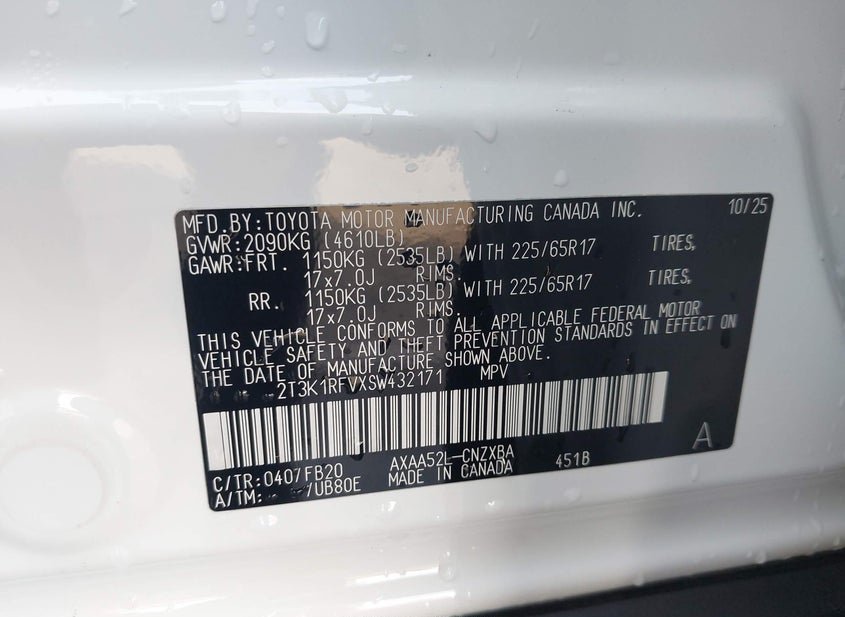 MFD.BY:TOYOTA MOTOR MANUFACTURING CANADA INC. 10/25
GVWR:2090KG (4610LB)
GAWR:FRT. 1150KG (2535LB) WITH 225/65R17 TIRES,
17x7.0J RIMS.
RR. 1150KG (2535LB) WITH 225/65R17 TIRES,
17x7.0J RIMS.
THIS VEHICLE CONFORMS TO ALL APPLICABLE FEDERAL MOTOR
VEHICLE SAFETY AND THEFT PREVENTION STANDARDS IN EFFECT ON
THE DATE OF MANUFACTURE SHOWN ABOVE.
2T3K1RFVXSW432171 MPV
C/TR:0407FB20 AXAA52L-CNZXBA 451B A
A/TM: /UB80E MADE IN CANADA